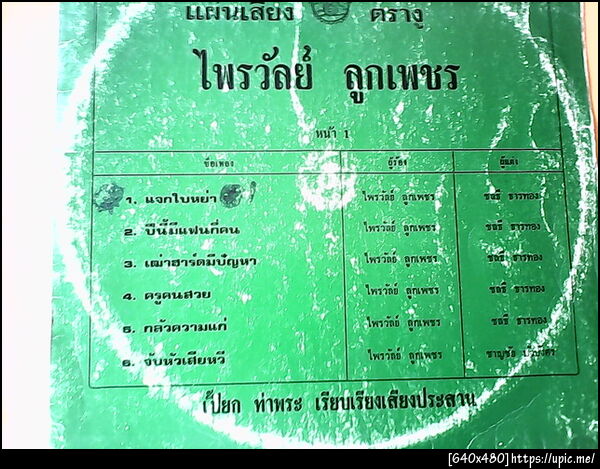 แผ่นเสียง ตรางู
ไพรวัลย์ ลูกเพชร
หน้า 1
ชื่อเพลง ผู้ร้อง ผู้แต่ง
1. แจกใบหย่า ไพรวัลย์ ลูกเพชร ชลธี ธารทอง
2. ปีนี้มีแฟนกี่คน ไพรวัลย์ ลูกเพชร ชลธี ธารทอง
3. เฒ่าฮาร์ดมีปัญหา ไพรวัลย์ ลูกเพชร ชลธี ธารทอง
4. ครูคนสวย ไพรวัลย์ ลูกเพชร ชลธี ธารทอง
5. กลัวความแก่ ไพรวัลย์ ลูกเพชร ชลธี ธารทอง
6. จับหัวเสียหวี ไพรวัลย์ ลูกเพชร ชาญชัย
เปี๊ยก ท่าพระ เรียบเรียงเสียงประสาน
[640x480]https://upic.me/